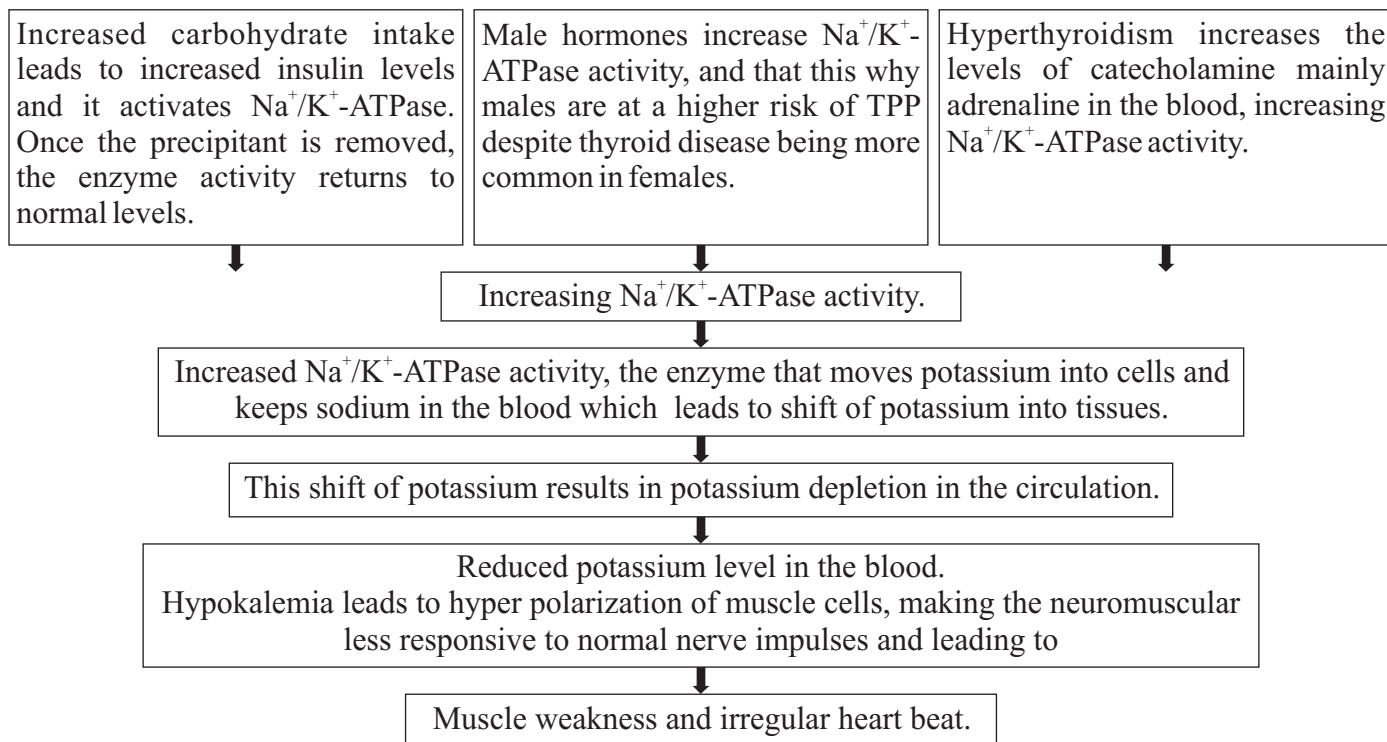 Increased carbohydrate intake
leads to increased insulin levels
and it activates Na⁺/K⁺-ATPase.
Once the precipitant is removed,
the enzyme activity returns to
normal levels.
Male hormones increase Na⁺/K⁺-
ATPase activity, and that this why
males are at a higher risk of TPP
despite thyroid disease being more
common in females.
Hyperthyroidism increases the
levels of catecholamine mainly
adrenaline in the blood, increasing
Na⁺/K⁺-ATPase activity.
Increasing Na⁺/K⁺-ATPase activity.
Increased Na⁺/K⁺-ATPase activity, the enzyme that moves potassium into cells and
keeps sodium in the blood which leads to shift of potassium into tissues.
This shift of potassium results in potassium depletion in the circulation.
Reduced potassium level in the blood.
Hypokalemia leads to hyper polarization of muscle cells, making the neuromuscular
less responsive to normal nerve impulses and leading to
Muscle weakness and irregular heart beat.